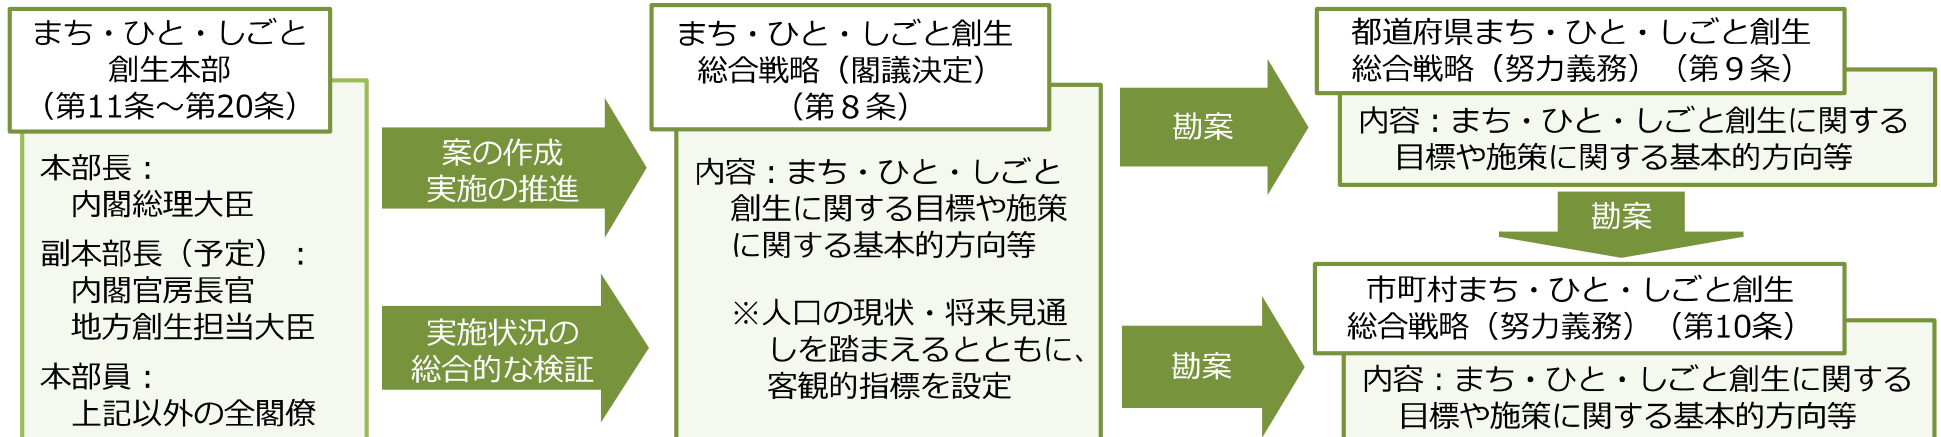 まち・ひと・しごと
創生本部
（第11条～第20条）
本部長：
内閣総理大臣
副本部長（予定）：
内閣官房長官
地方創生担当大臣
本部員：
上記以外の全閣僚
案の作成
実施の推進
実施状況の
総合的な検証
まち・ひと・しごと創生
総合戦略（閣議決定）
（第８条）
内容：まち・ひと・しごと
創生に関する目標や施策
に関する基本的方向等
※人口の現状・将来見通
しを踏まえるとともに、
客観的指標を設定
勘案
勘案
都道府県まち・ひと・しごと創生
総合戦略（努力義務）（第９条）
内容：まち・ひと・しごと創生に関する
目標や施策に関する基本的方向等
勘案
市町村まち・ひと・しごと創生
総合戦略（努力義務）（第10条）
内容：まち・ひと・しごと創生に関する
目標や施策に関する基本的方向等